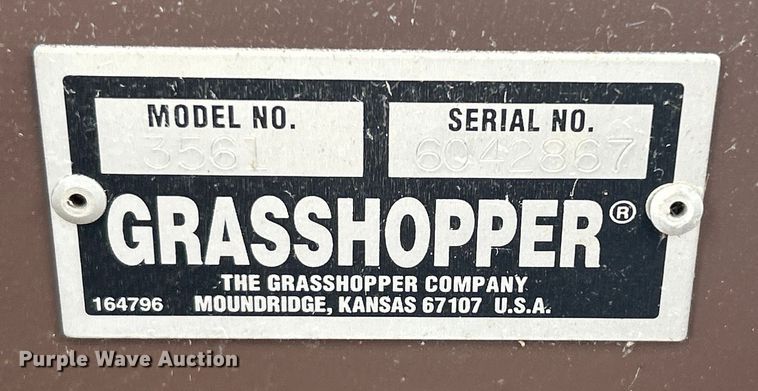 MODEL NO. SERIAL NO.
3561 6042867
GRASSHOPPER®
THE GRASSHOPPER COMPANY
164796 MOUNDRIDGE, KANSAS 67107 U.S.A.
Purple Wave Auction